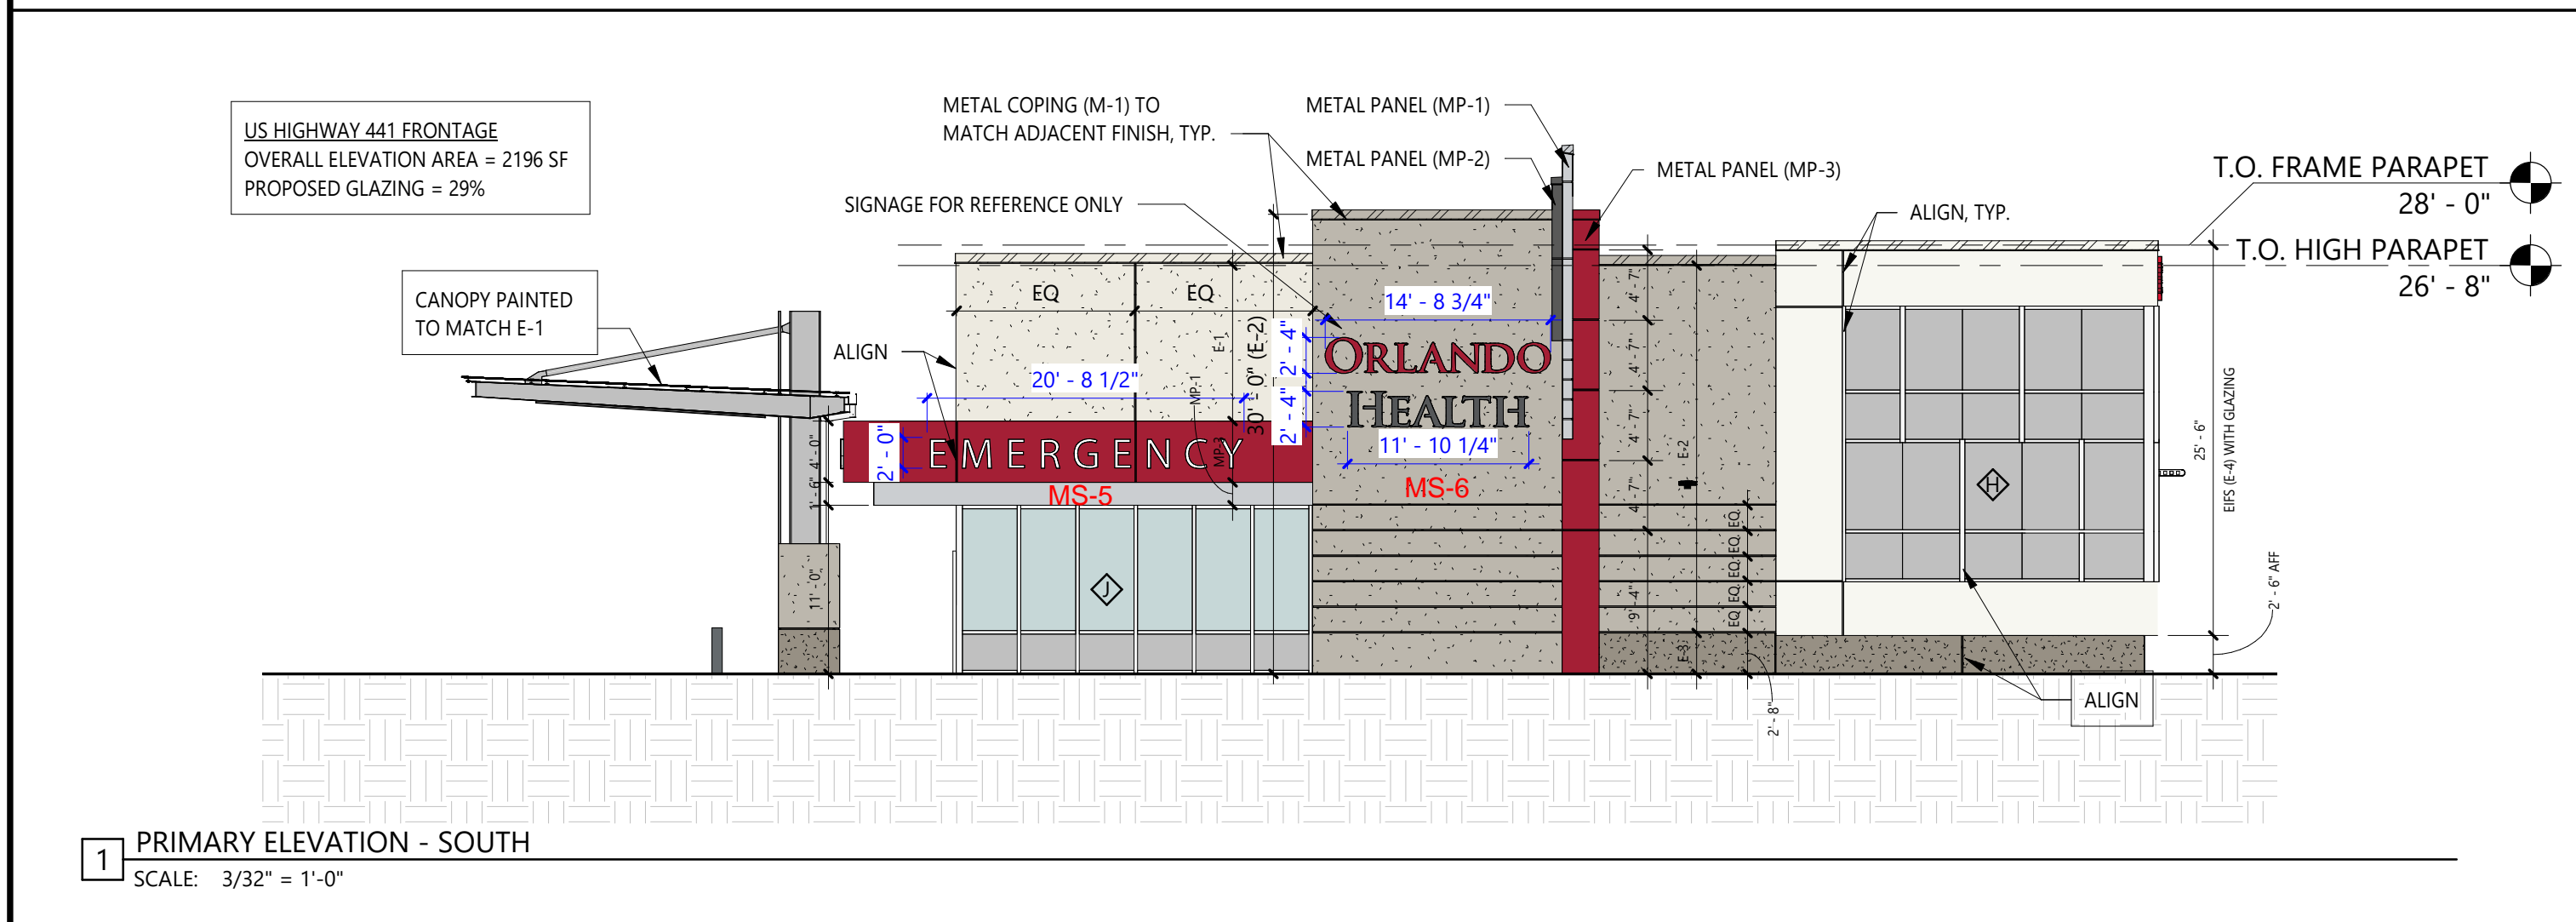 US HIGHWAY 441 FRONTAGE
OVERALL ELEVATION AREA = 2196 SF
PROPOSED GLAZING = 29%
METAL COPING (M-1) TO
MATCH ADJACENT FINISH, TYP.
METAL PANEL (MP-1)
METAL PANEL (MP-2)
METAL PANEL (MP-3)
SIGNAGE FOR REFERENCE ONLY
ALIGN, TYP.
T.O. FRAME PARAPET
28' - 0"
T.O. HIGH PARAPET
26' - 8"
CANOPY PAINTED
TO MATCH E-1
ALIGN
EQ
EQ
E-1
30' - 0" (E-2)
14' - 8 3/4"
2' - 4"
ORLANDO
20' - 8 1/2"
MP-1
2' - 4"
HEALTH
11' - 10 1/4"
4' - 0"
2' - 0"
EMERGENCY
MP-3
1' - 6"
MS-5
MS-6
4' - 7"
4' - 7"
4' - 7"
4' - 7"
9' - 4"
E-2
E-3
EQ.
EQ.
EQ.
EQ.
EQ
2' - 8"
H
J
11' - 0"
25' - 6"
EIFS (E-4) WITH GLAZING
2' - 6" AFF
ALIGN
1
PRIMARY ELEVATION - SOUTH
SCALE: 3/32" = 1'-0"